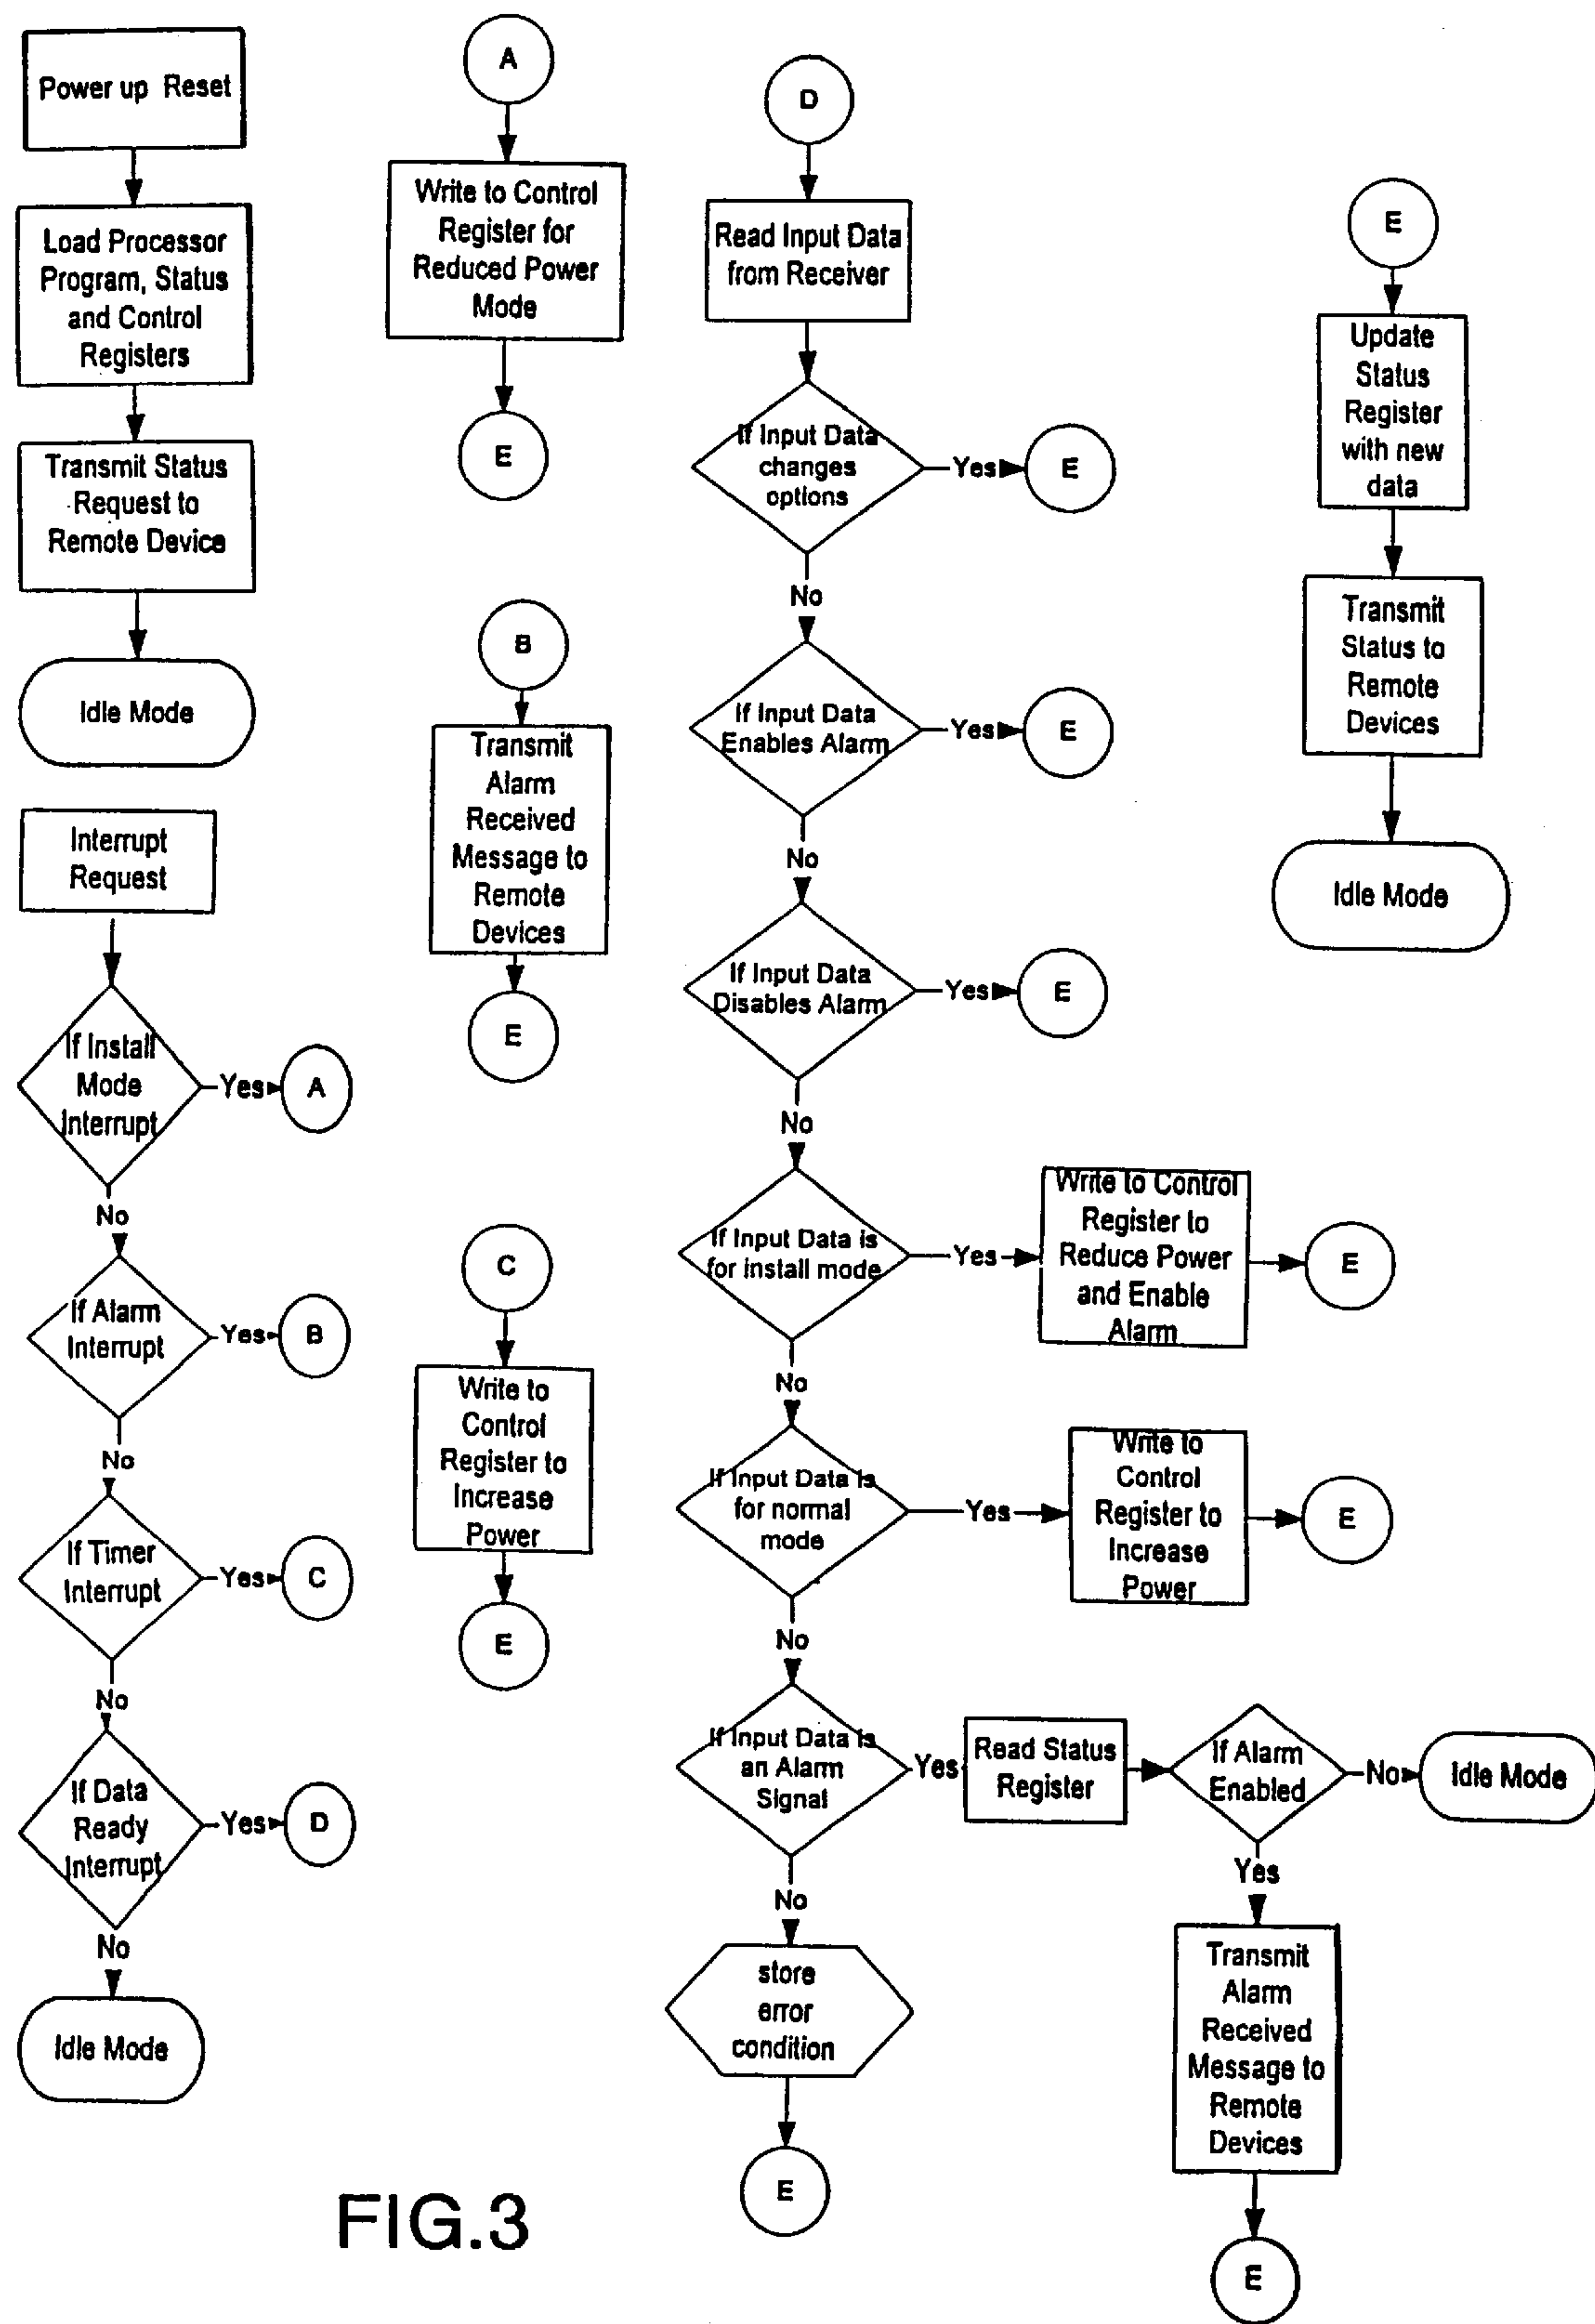 Power up Reset
Load Processor
Program, Status
and Control
Registers
Transmit Status
Request to
Remote Device
Idle Mode
Interrupt
Request
If Install
Mode
Interrupt
Yes
A
No
If Alarm
Interrupt
Yes
B
No
If Timer
Interrupt
Yes
C
No
If Data
Ready
Interrupt
Yes
D
No
Idle Mode
A
Write to Control
Register for
Reduced Power
Mode
E
B
Transmit
Alarm
Received
Message to
Remote
Devices
E
C
Write to
Control
Register to
Increase
Power
E
D
Read Input Data
from Receiver
If Input Data
changes
options
Yes
E
No
If Input Data
Enables Alarm
Yes
E
No
If Input Data
Disables Alarm
Yes
E
No
If Input Data is
for install mode
Yes
Write to Control
Register to
Reduce Power
and Enable
Alarm
E
No
If Input Data is
for normal
mode
Yes
Write to
Control
Register to
Increase
Power
E
No
If Input Data is
an Alarm
Signal
Yes
Read Status
Register
If Alarm
Enabled
No
Idle Mode
Yes
Transmit
Alarm
Received
Message to
Remote
Devices
E
No
store
error
condition
E
E
Update
Status
Register
with new
data
Transmit
Status to
Remote
Devices
Idle Mode
FIG.3